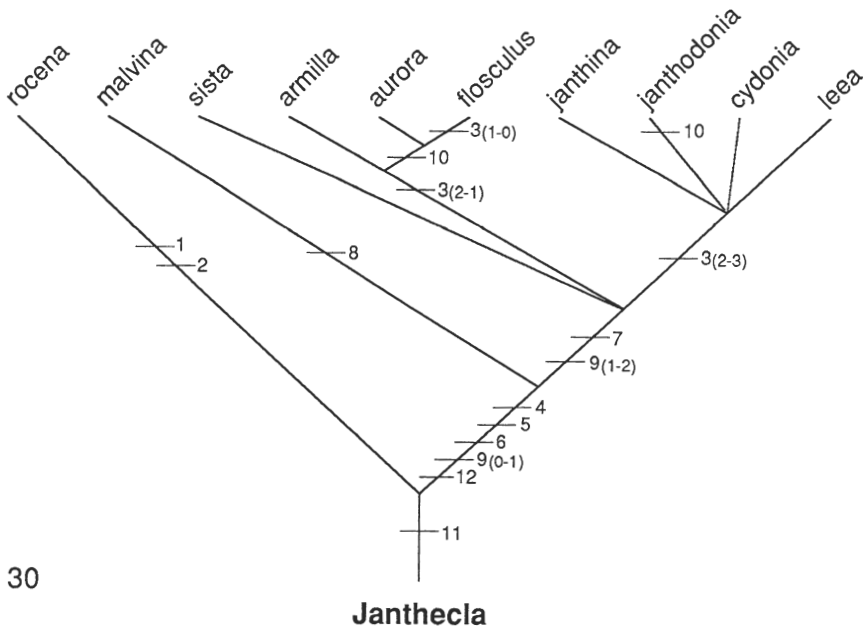 rocena
malvina
sista
armilla
aurora
flosculus
janthina
janthodonia
cydonia
leea
3(1-0)
10
10
3(2-1)
1
2
8
3(2-3)
7
9(1-2)
4
5
6
9(0-1)
12
11
30
Janthecla